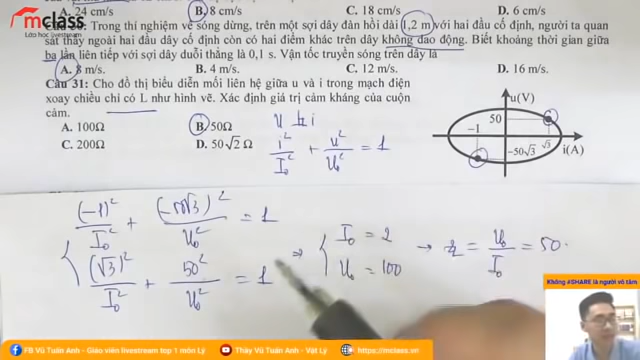 mclass
Lớp học livestream
A. 24 cm/s B. 8 cm/s C. 18 cm/s D. 6 cm/s
Trong thí nghiệm về sóng dừng, trên một sợi dây đàn hồi dài 1,2 m với hai đầu cố định, người ta quan
sát thấy ngoài hai đầu dây cố định còn có hai điểm khác trên dây không dao động. Biết khoảng thời gian giữa
ba lần liên tiếp với sợi dây duỗi thẳng là 0,1 s. Vận tốc truyền sóng trên dây là
A. 8 m/s. B. 4 m/s. C. 12 m/s. D. 16 m/s.
Câu 31: Cho đồ thị biểu diễn mối liên hệ giữa u và i trong mạch điện
xoay chiều chỉ có L như hình vẽ. Xác định giá trị cảm kháng của cuộn
cảm.
A. 100Ω B. 50Ω
C. 200Ω D. 50√2 Ω
u ⊥ i
i²/I₀² + u²/U₀² = 1
u(V)
50
-1
√3
-50√3
i(A)
(-1)²/I₀² + (-50√3)²/U₀² = 1
(√3)²/I₀² + 50²/U₀² = 1
⇒ { I₀ = 2
U₀ = 100
→ = U₀/I₀ = 50.
Không #SHARE là người vô tâm
FB Vũ Tuấn Anh - Giáo viên livestream top 1 môn Lý
Thầy Vũ Tuấn Anh - Vật Lý
https://mclass.vn